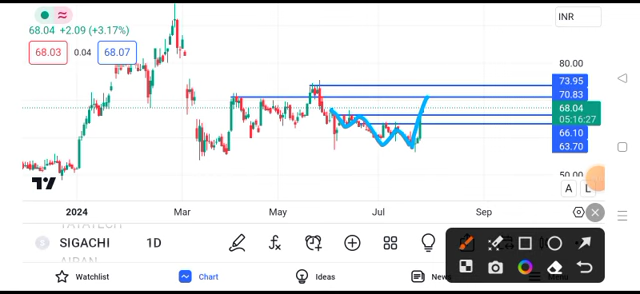 INR
68.04 +2.09 (+3.17%)
68.03 0.04 68.07
80.00
73.95
70.83
68.04
05:16:27
66.10
63.70
50.00
A L
2024 Mar May Jul Sep
SIGACHI 1D
Watchlist Chart Ideas News